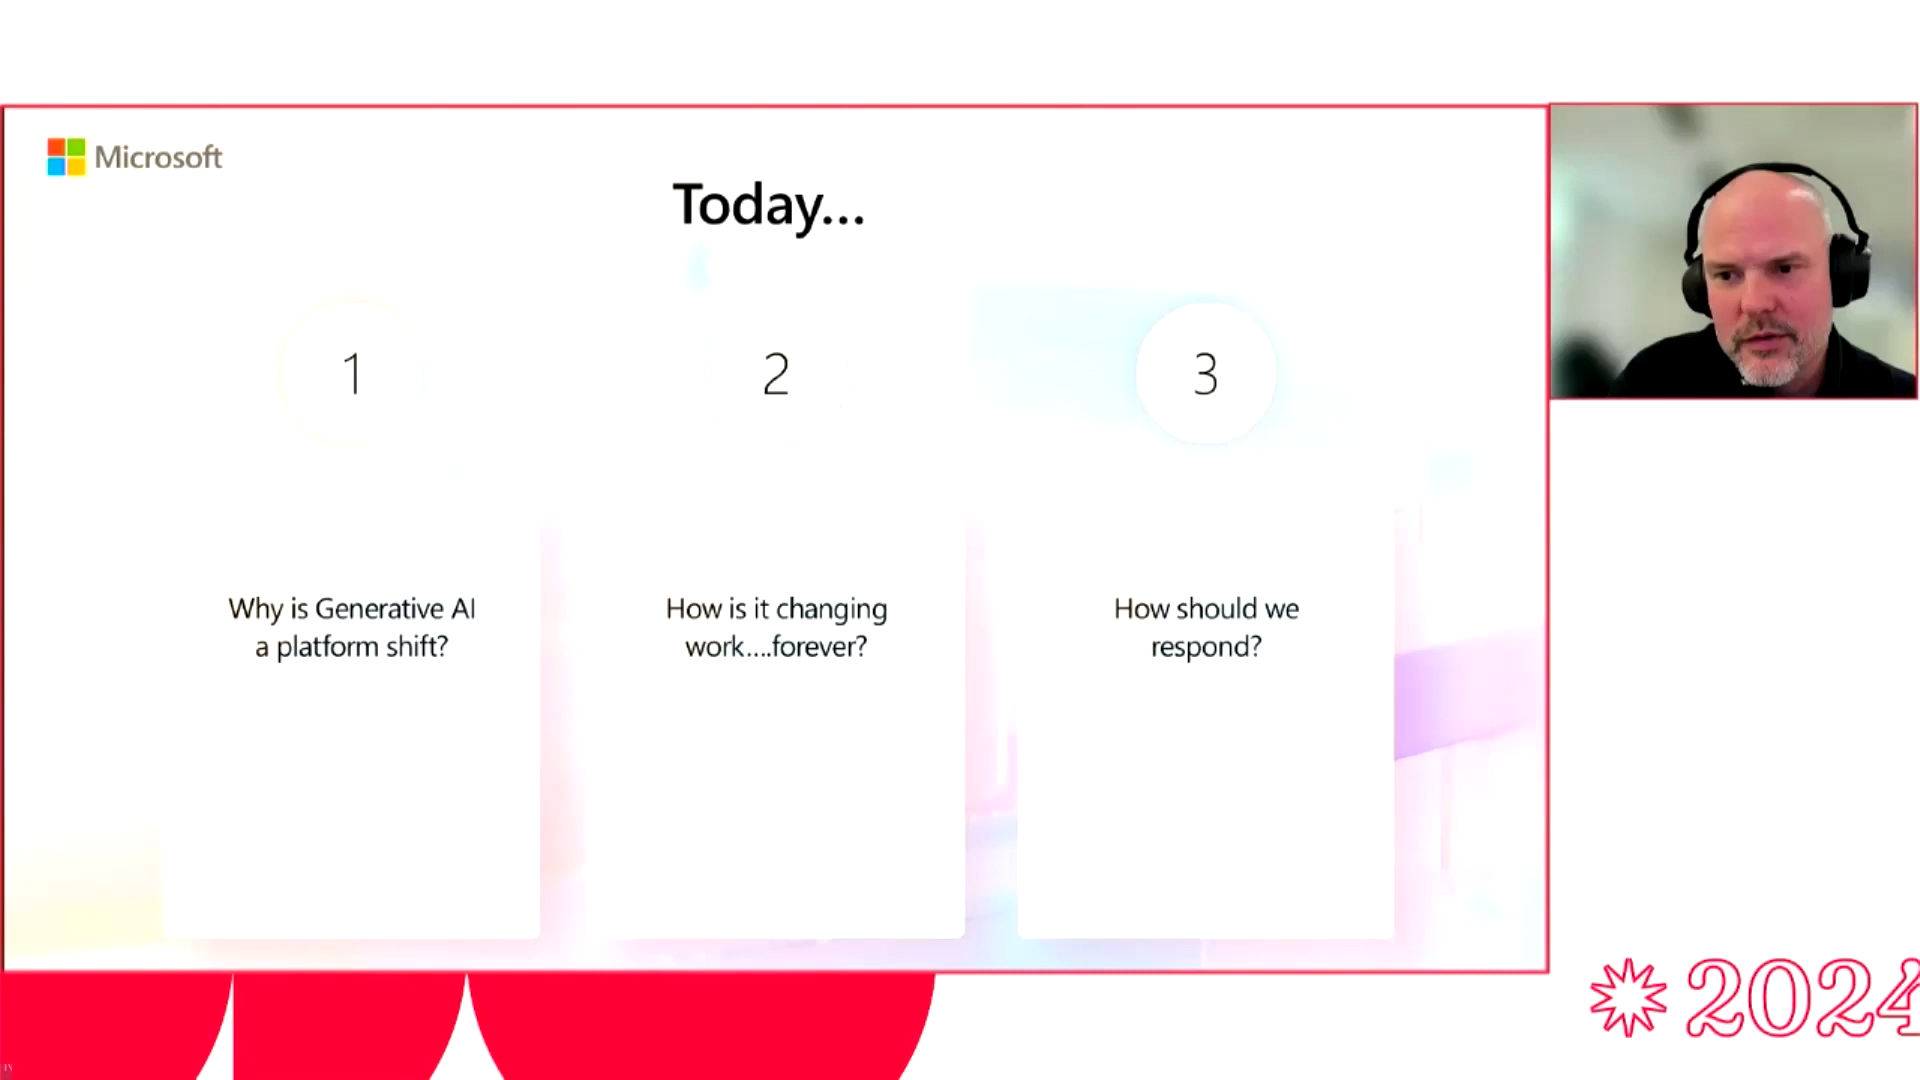 Microsoft
Today...
1
2
3
Why is Generative AI
a platform shift?
How is it changing
work....forever?
How should we
respond?
2024